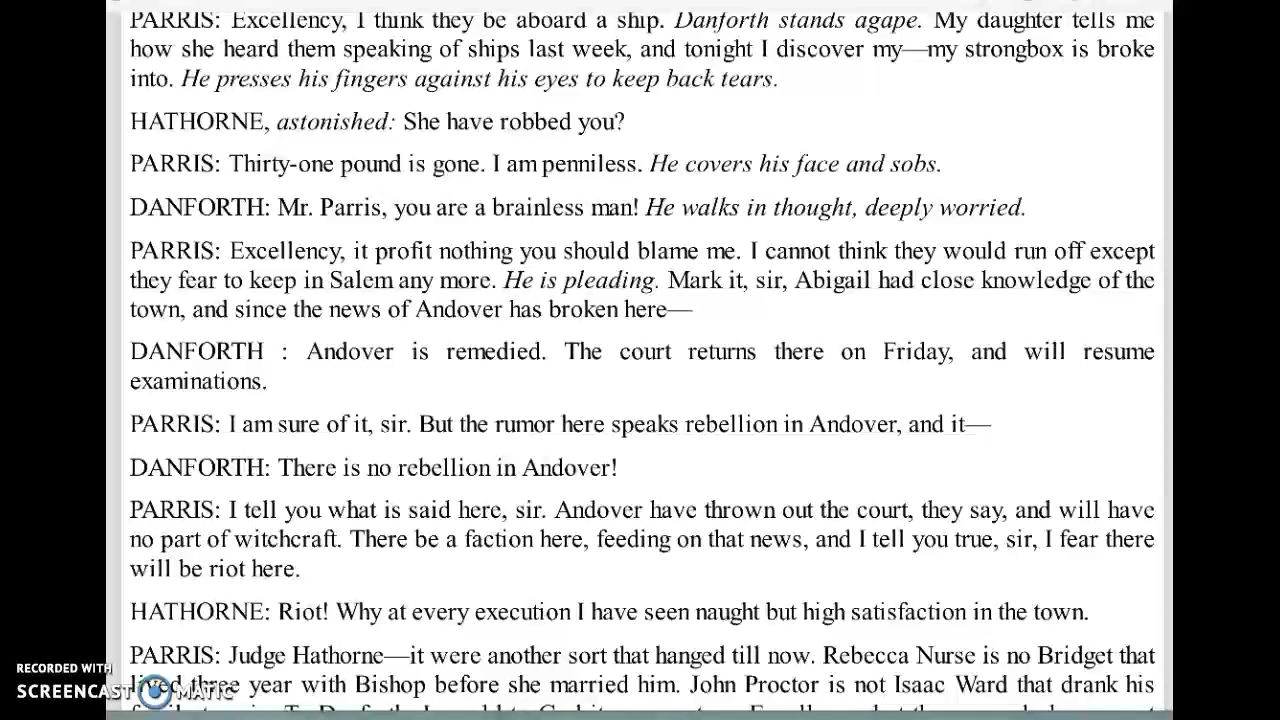 PARRIS: Excellency, I think they be aboard a ship. Danforth stands agape. My daughter tells me
how she heard them speaking of ships last week, and tonight I discover my—my strongbox is broke
into. He presses his fingers against his eyes to keep back tears.
HATHORNE, astonished: She have robbed you?
PARRIS: Thirty-one pound is gone. I am penniless. He covers his face and sobs.
DANFORTH: Mr. Parris, you are a brainless man! He walks in thought, deeply worried.
PARRIS: Excellency, it profit nothing you should blame me. I cannot think they would run off except
they fear to keep in Salem any more. He is pleading. Mark it, sir, Abigail had close knowledge of the
town, and since the news of Andover has broken here—
DANFORTH : Andover is remedied. The court returns there on Friday, and will resume
examinations.
PARRIS: I am sure of it, sir. But the rumor here speaks rebellion in Andover, and it—
DANFORTH: There is no rebellion in Andover!
PARRIS: I tell you what is said here, sir. Andover have thrown out the court, they say, and will have
no part of witchcraft. There be a faction here, feeding on that news, and I tell you true, sir, I fear there
will be riot here.
HATHORNE: Riot! Why at every execution I have seen naught but high satisfaction in the town.
PARRIS: Judge Hathorne—it were another sort that hanged till now. Rebecca Nurse is no Bridget that
lived three year with Bishop before she married him. John Proctor is not Isaac Ward that drank his
RECORDED WITH
SCREENCAST MATIC